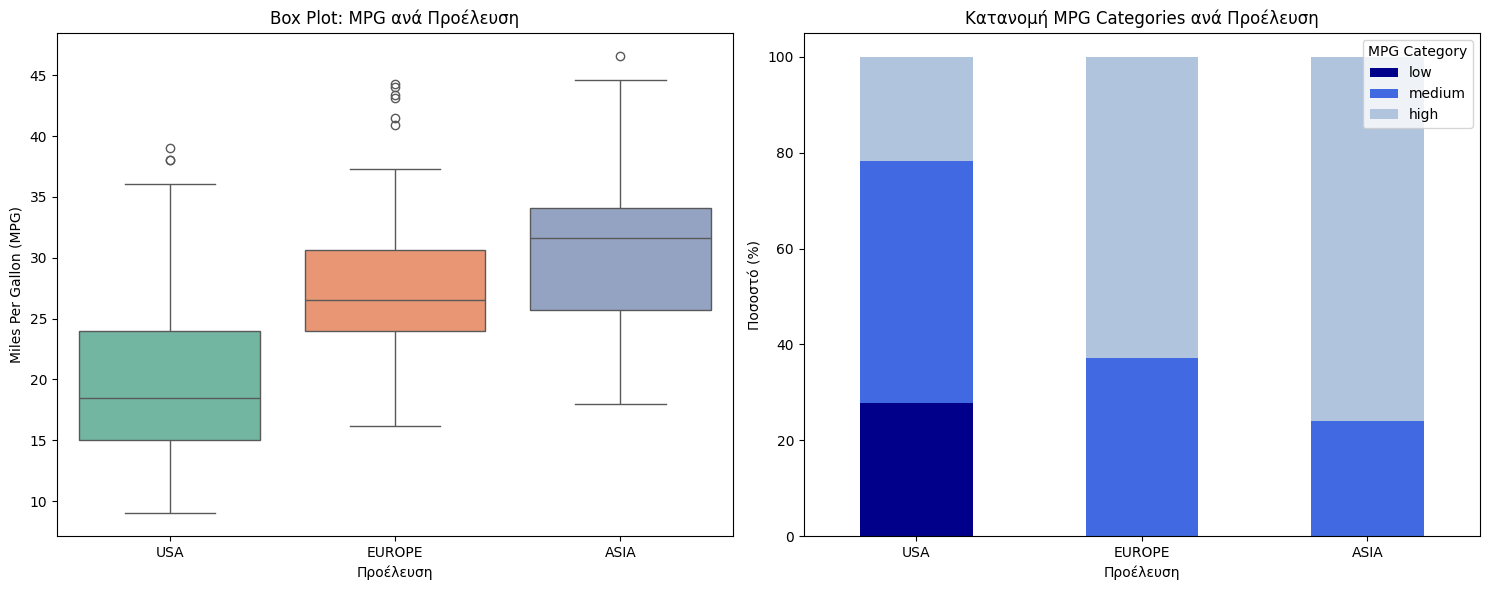 Box Plot: MPG ανά Προέλευση
Miles Per Gallon (MPG)
45
40
35
30
25
20
15
10
USA
EUROPE
ASIA
Προέλευση
Κατανομή MPG Categories ανά Προέλευση
Ποσοστό (%)
100
80
60
40
20
0
MPG Category
low
medium
high
USA
EUROPE
ASIA
Προέλευση